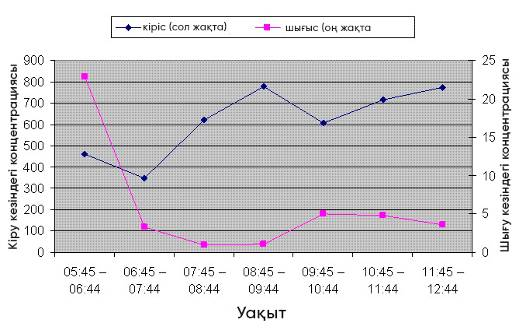 кіріс (сол жақта)
шығыс (оң жақта
Кіру кезіндегі концентрациясы
900
800
700
600
500
400
300
200
100
0
25
20
15
10
5
0
Шығу кезіндегі концентрациясы
05:45 – 06:45 – 07:45 – 08:45 – 09:45 – 10:45 – 11:45 –
06:44 07:44 08:44 09:44 10:44 11:44 12:44
Уақыт